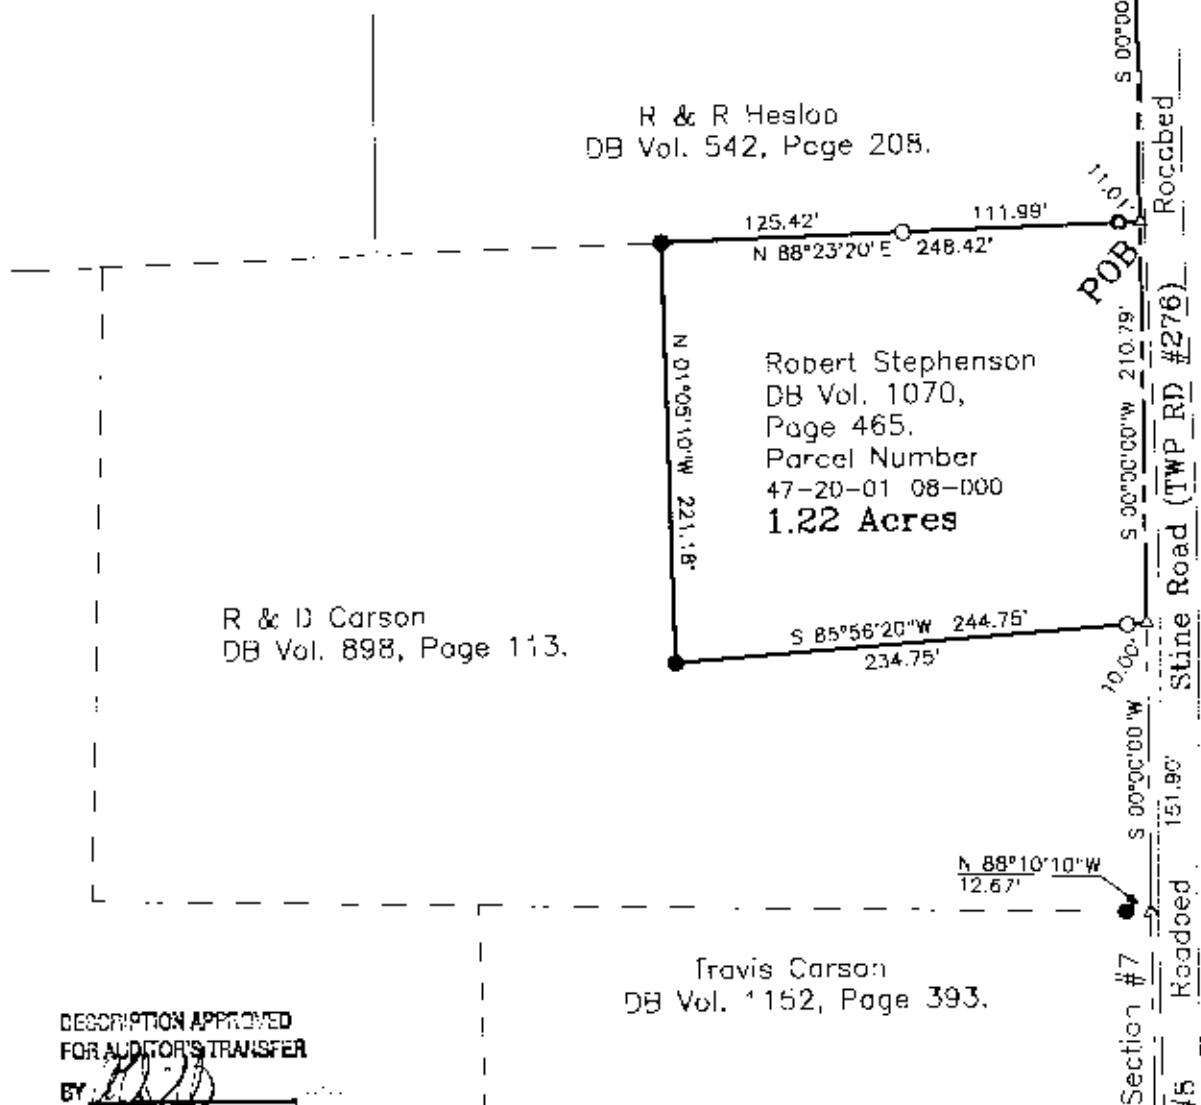 S 00°00'
R & R Heslop
DB Vol. 542, Page 208.
Roadbed
11.01'
125.42'
111.99'
N 88°23'20" E 248.42'
POB
N 01°05'10"W 221.18'
Robert Stephenson
DB Vol. 1070,
Page 465.
Parcel Number
47-20-01 08-000
1.22 Acres
S 00°00'00"W 210.79'
Stine Road (TWP RD #276)
R & D Carson
DB Vol. 898, Page 113.
S 85°56'20"W 244.75'
234.75'
10.00'
S 00°00'00"W
151.90'
N 88°10'10"W
12.67'
Roadbed
Travis Carson
DB Vol. 1152, Page 393.
Section #7
DESCRIPTION APPROVED
FOR AUDITOR'S TRANSFER
BY